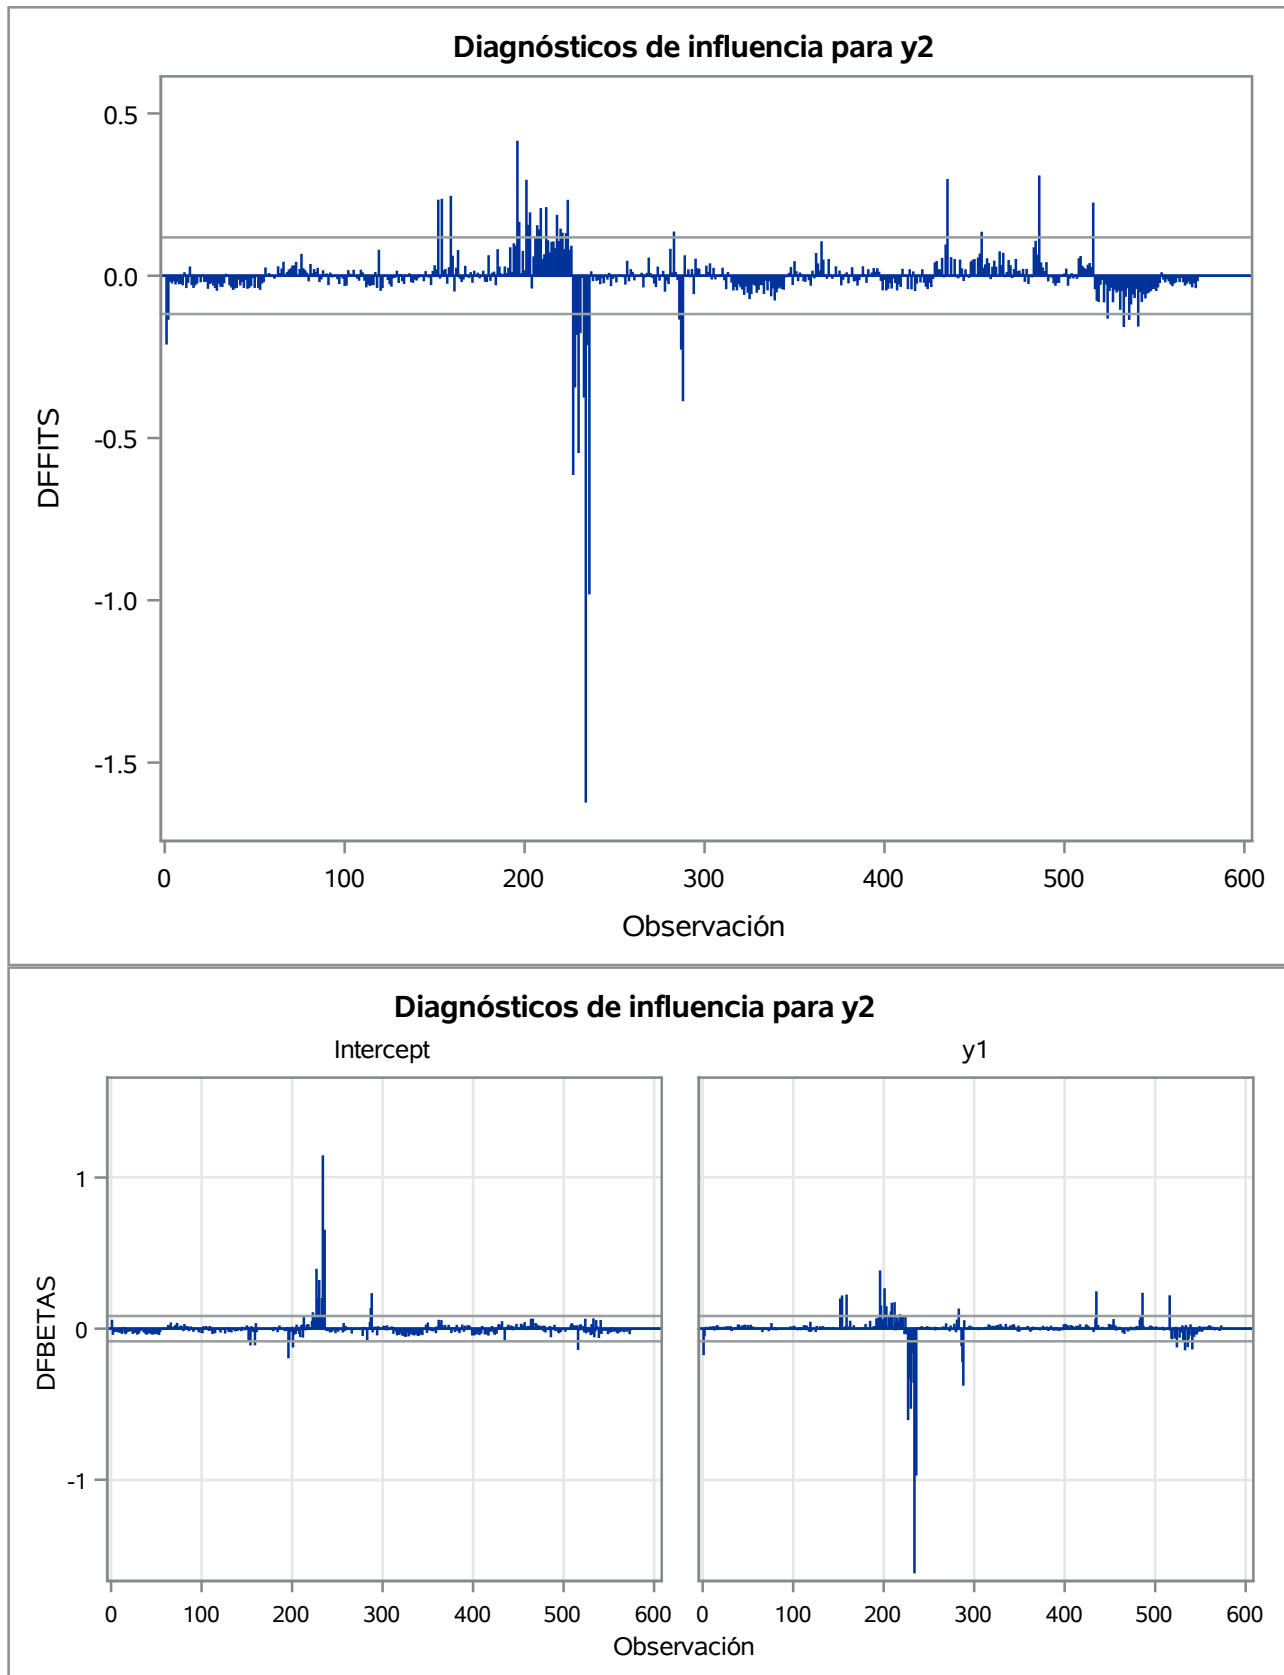 Diagnósticos de influencia para y2
0.5
0.0
-0.5
-1.0
-1.5
DFFITS
0 100 200 300 400 500 600
Observación
Diagnósticos de influencia para y2
Intercept y1
1
0
-1
DFBETAS
0 100 200 300 400 500 600 0 100 200 300 400 500 600
Observación